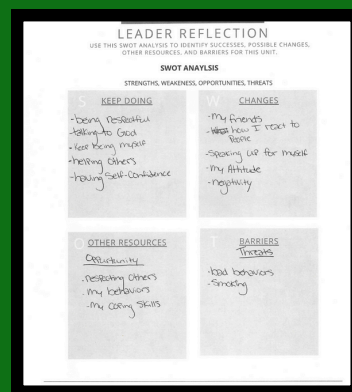 LEADER REFLECTION
USE THIS SWOT ANALYSIS TO IDENTIFY SUCCESSES, POSSIBLE CHANGES,
OTHER RESOURCES, AND BARRIERS FOR THIS UNIT.
SWOT ANAYLSIS
STRENGTHS, WEAKNESS, OPPORTUNITIES, THREATS
S KEEP DOING
-being respectful
-talking to God
-keep being myself
-helping others
-having Self-Confidence
W CHANGES
-my friends
- how I react to
People
-speaking up for myself
-my Attitude
-negativity
O OTHER RESOURCES
Oppurtunity
-respecting others
-my behaviors
-my coping skills
T BARRIERS
Threats
-bad behaviors
-smoking